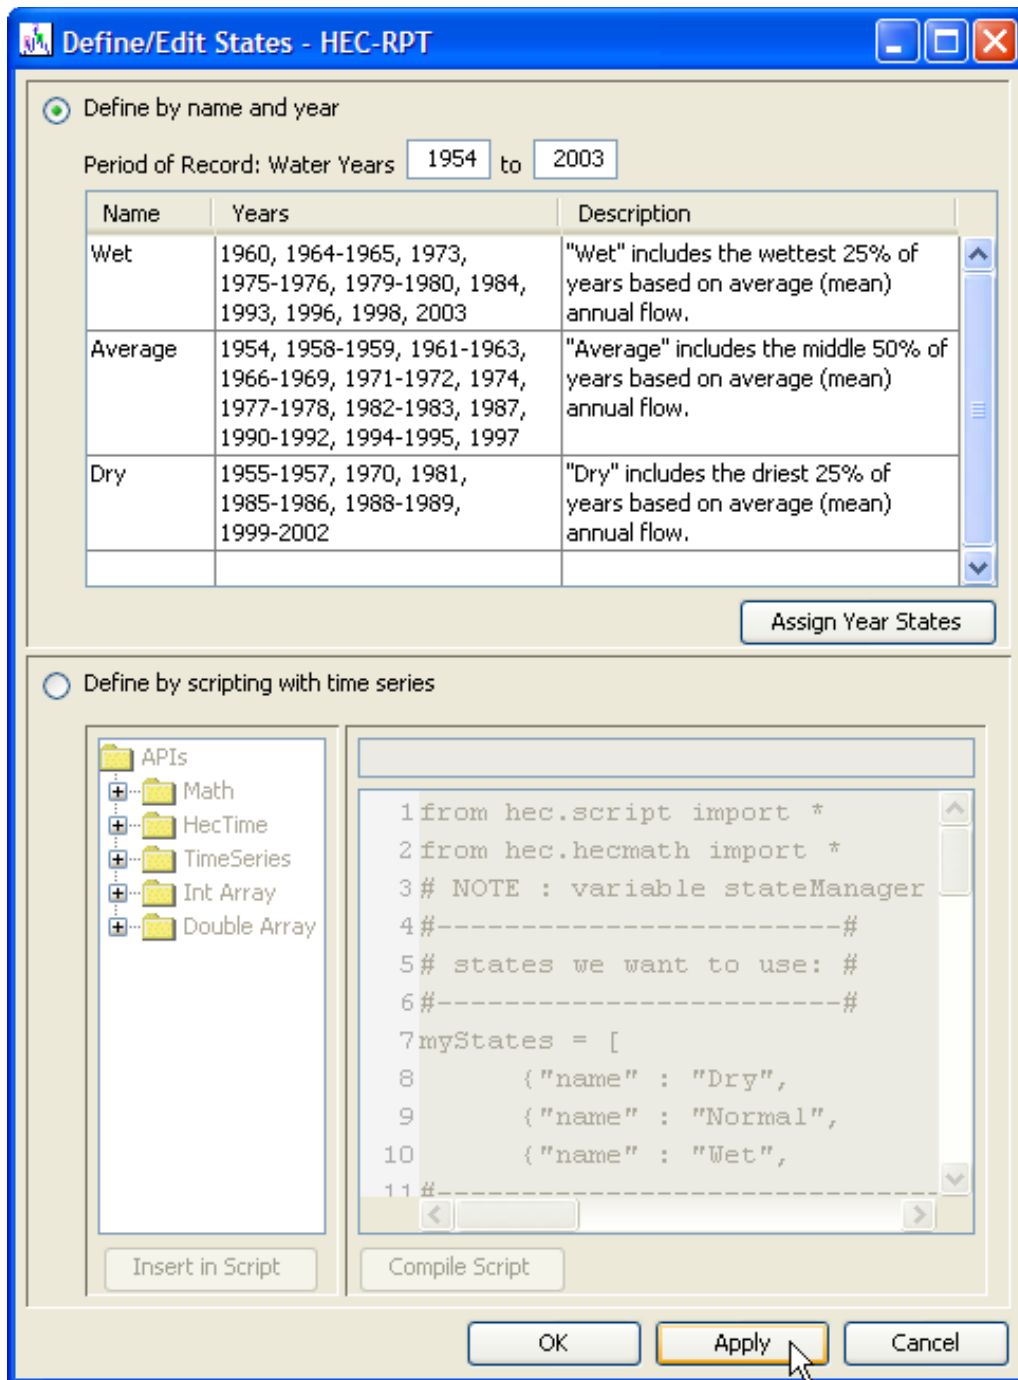 Define/Edit States - HEC-RPT
Define by name and year
Period of Record: Water Years 1954 to 2003
Name Years Description
Wet
1960, 1964-1965, 1973,
1975-1976, 1979-1980, 1984,
1993, 1996, 1998, 2003
"Wet" includes the wettest 25% of
years based on average (mean)
annual flow.
Average
1954, 1958-1959, 1961-1963,
1966-1969, 1971-1972, 1974,
1977-1978, 1982-1983, 1987,
1990-1992, 1994-1995, 1997
"Average" includes the middle 50% of
years based on average (mean)
annual flow.
Dry
1955-1957, 1970, 1981,
1985-1986, 1988-1989,
1999-2002
"Dry" includes the driest 25% of
years based on average (mean)
annual flow.
Assign Year States
Define by scripting with time series
APIs
Math
HecTime
TimeSeries
Int Array
Double Array
1 from hec.script import *
2 from hec.hecmath import *
3 # NOTE : variable stateManager
4 #------------------------#
5 # states we want to use: #
6 #------------------------#
7 myStates = [
8 {"name" : "Dry",
9 {"name" : "Normal",
10 {"name" : "Wet",
11 #------------------------------
Insert in Script
Compile Script
OK
Apply
Cancel